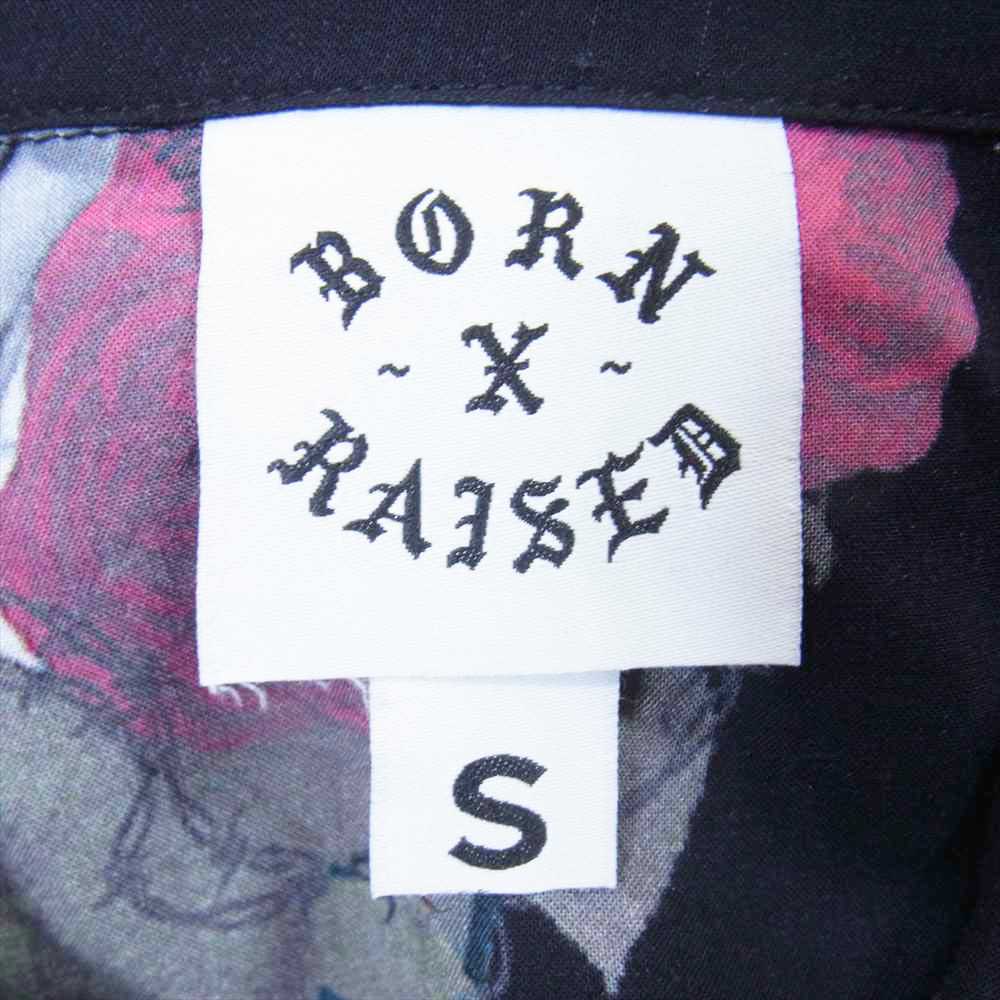 BORN
~ X ~
RAISED
S